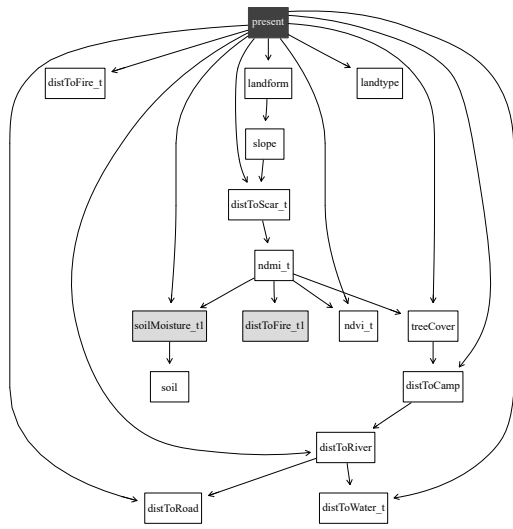 present
distToFire_t
landform
landtype
slope
distToScar_t
ndmi_t
soilMoisture_t1
distToFire_t1
ndvi_t
treeCover
soil
distToCamp
distToRiver
distToRoad
distToWater_t